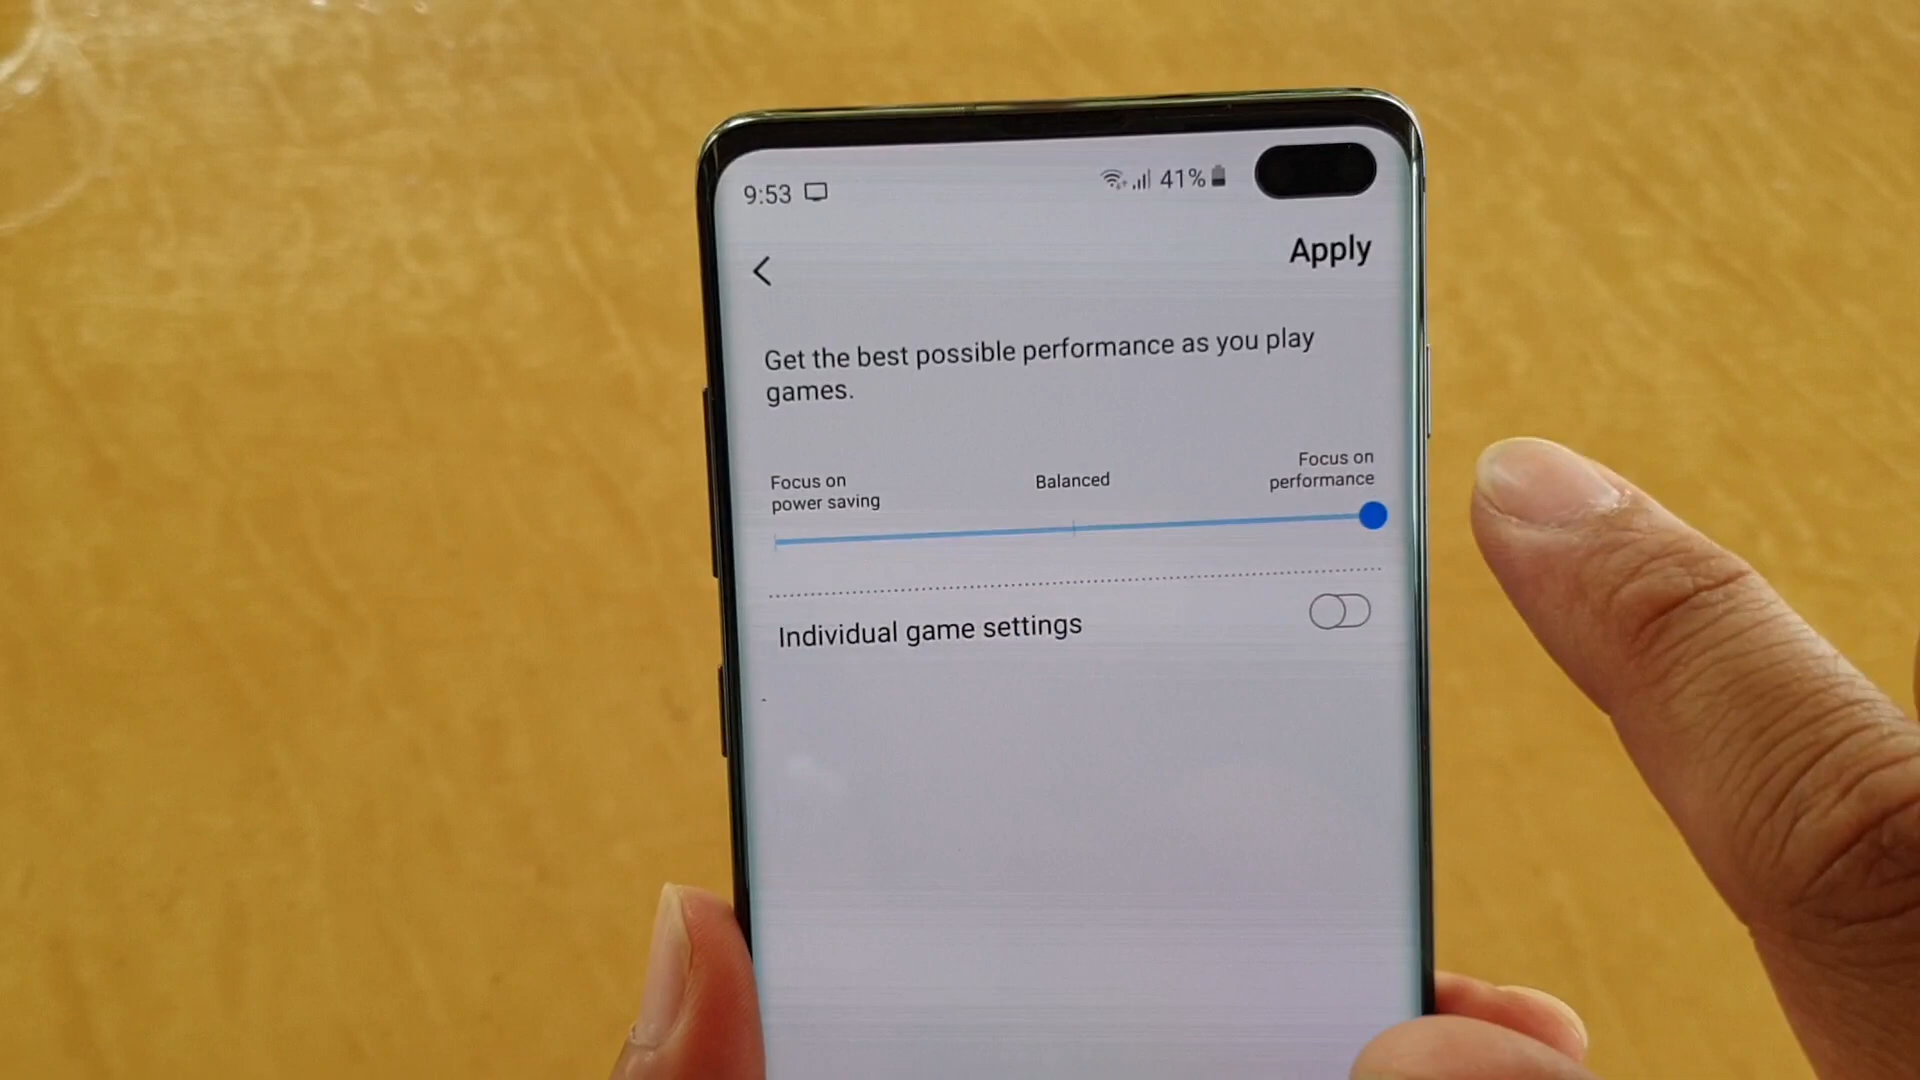 9:53
41%
Apply
Get the best possible performance as you play
games.
Focus on
power saving
Balanced
Focus on
performance
Individual game settings